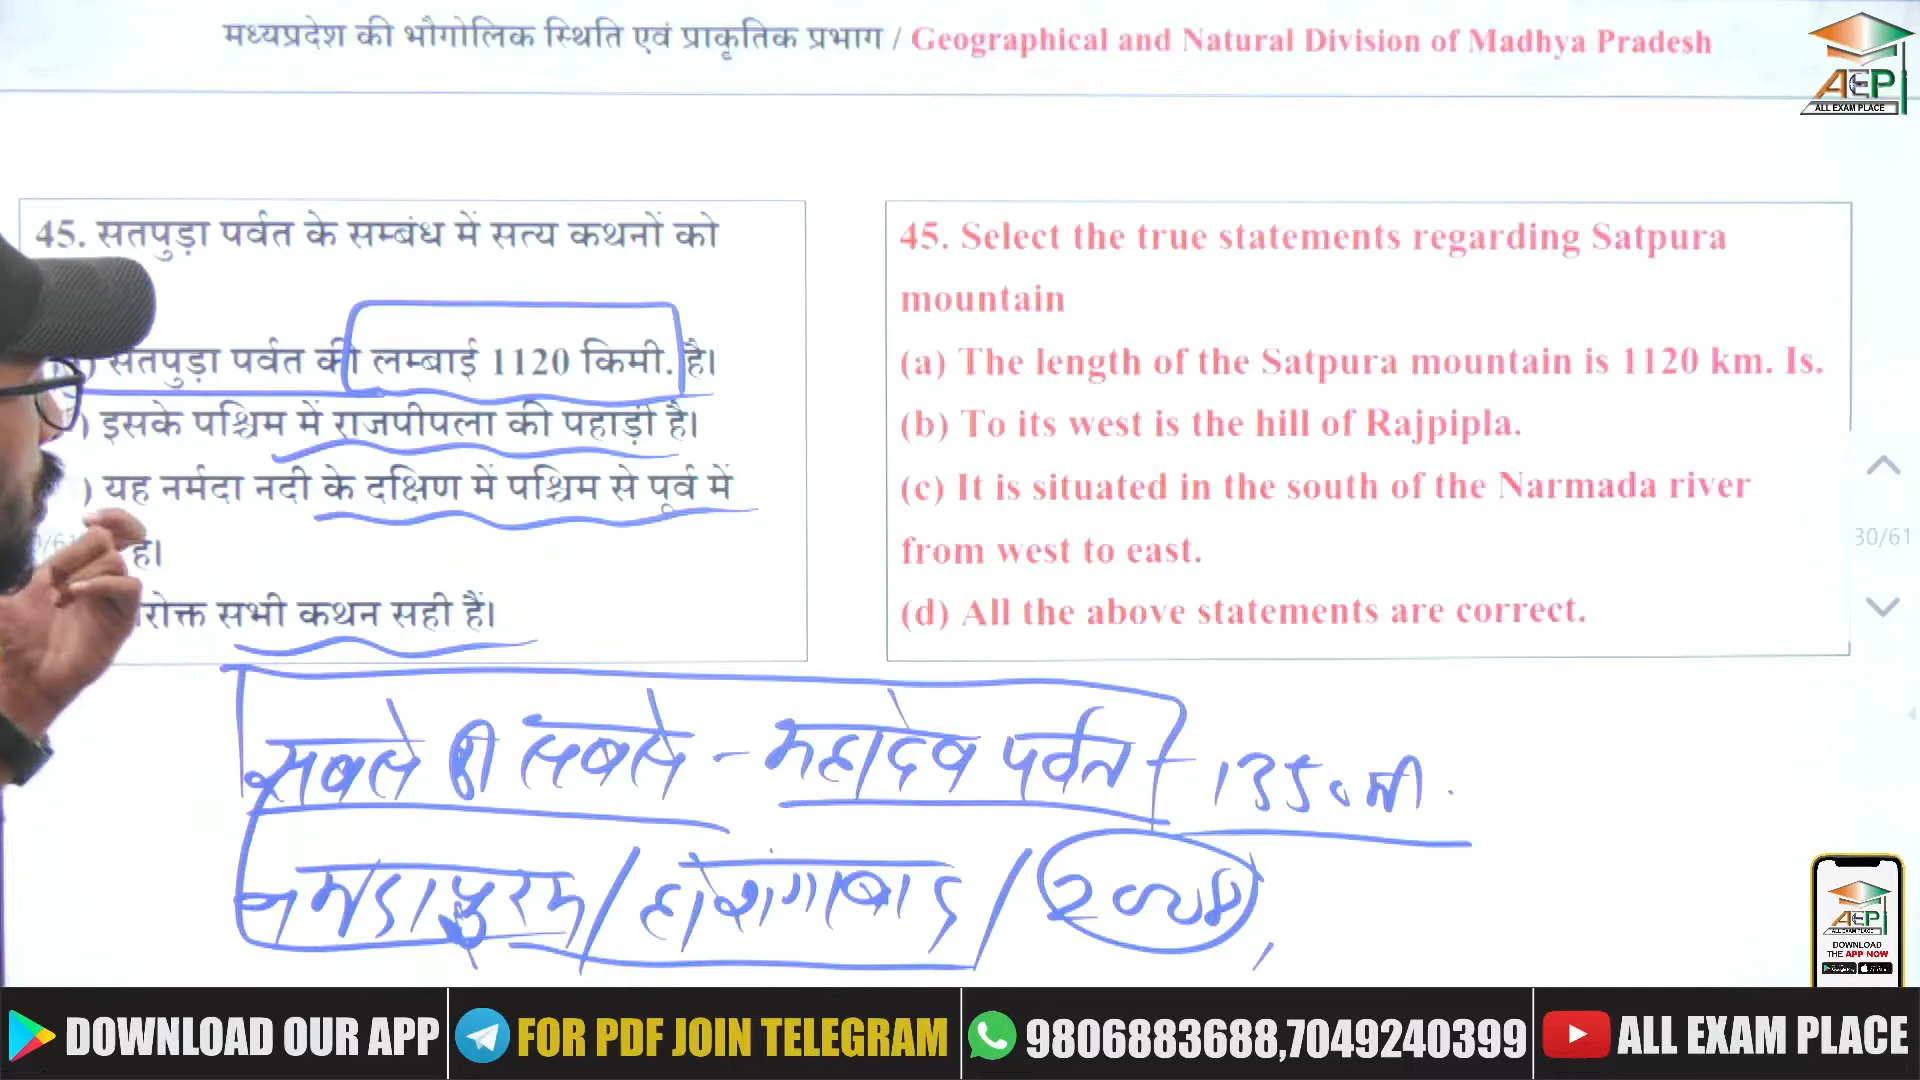 मध्यप्रदेश की भौगोलिक स्थिति एवं प्राकृतिक प्रभाग / Geographical and Natural Division of Madhya Pradesh
AEP
ALL EXAM PLACE
45. सतपुड़ा पर्वत के सम्बंध में सत्य कथनों को
) सतपुड़ा पर्वत की लम्बाई 1120 किमी. है।
) इसके पश्चिम में राजपीपला की पहाड़ी है।
) यह नर्मदा नदी के दक्षिण में पश्चिम से पूर्व में
है।
रोक्त सभी कथन सही हैं।
45. Select the true statements regarding Satpura
mountain
(a) The length of the Satpura mountain is 1120 km. Is.
(b) To its west is the hill of Rajpipla.
(c) It is situated in the south of the Narmada river
from west to east.
(d) All the above statements are correct.
30/61
महादेव पर्वत 1350 मी.
/ होशंगाबाद /
AEP
ALL EXAM PLACE
DOWNLOAD
THE APP NOW
DOWNLOAD OUR APP
FOR PDF JOIN TELEGRAM
9806883688,7049240399
ALL EXAM PLACE